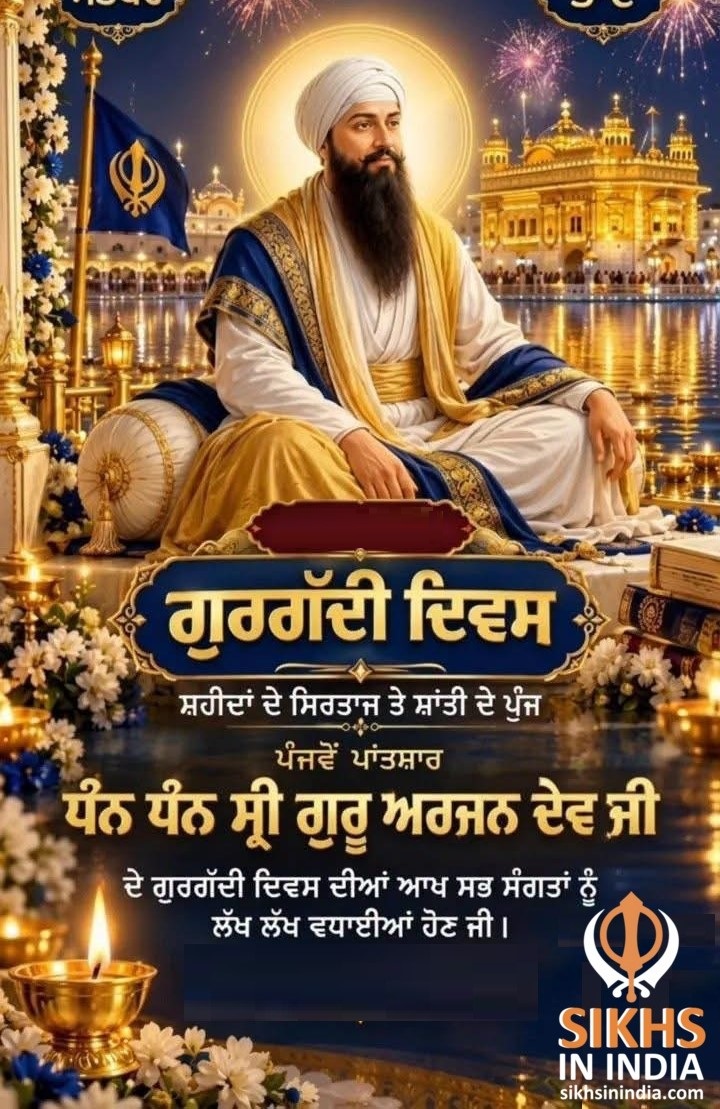 ਗੁਰਗੱਦੀ ਦਿਵਸ
ਸ਼ਹੀਦਾਂ ਦੇ ਸਿਰਤਾਜ ਤੇ ਸ਼ਾਂਤੀ ਦੇ ਪੁੰਜ
ਪੰਜਵੇਂ ਪਾਂਤਸ਼ਾਰ
ਧੰਨ ਧੰਨ ਸ੍ਰੀ ਗੁਰੂ ਅਰਜਨ ਦੇਵ ਜੀ
ਦੇ ਗੁਰਗੱਦੀ ਦਿਵਸ ਦੀਆਂ ਆਖ ਸਭ ਸੰਗਤਾਂ ਨੂੰ
ਲੱਖ ਲੱਖ ਵਧਾਈਆਂ ਹੋਣ ਜੀ।
SIKHS
IN INDIA
sikhsinindia.com